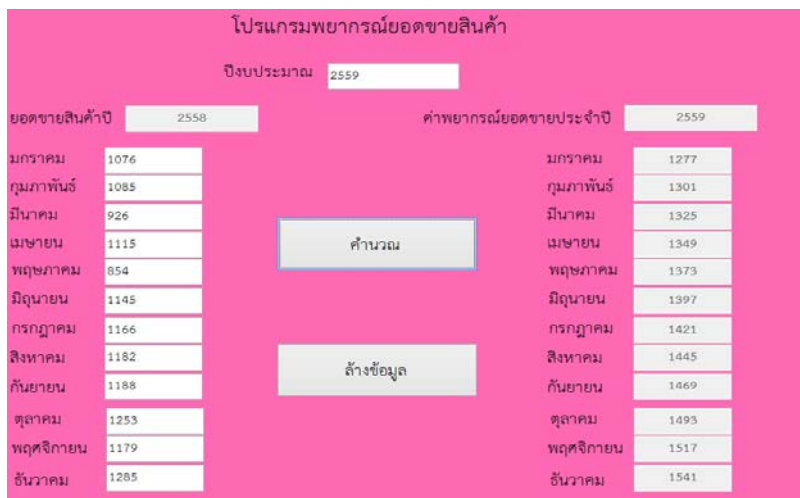 โปรแกรมพยากรณ์ยอดขายสินค้า
ปีงบประมาณ 2559
ยอดขายสินค้าปี 2558 ค่าพยากรณ์ยอดขายประจำปี 2559
มกราคม 1076 มกราคม 1277
กุมภาพันธ์ 1085 กุมภาพันธ์ 1301
มีนาคม 926 มีนาคม 1325
เมษายน 1115 คำนวณ เมษายน 1349
พฤษภาคม 854 พฤษภาคม 1373
มิถุนายน 1145 มิถุนายน 1397
กรกฎาคม 1166 กรกฎาคม 1421
สิงหาคม 1182 สิงหาคม 1445
ล้างข้อมูล
กันยายน 1188 กันยายน 1469
ตุลาคม 1253 ตุลาคม 1493
พฤศจิกายน 1179 พฤศจิกายน 1517
ธันวาคม 1285 ธันวาคม 1541